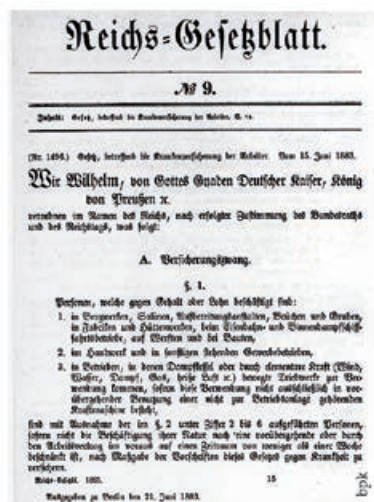 Reichs-Gesetzblatt.
№ 9.
Inhalt: Gesetz, betreffend die Krankenversicherung der Arbeiter. S. 73.
(Nr. 1496.) Gesetz, betreffend die Krankenversicherung der Arbeiter. Vom 15. Juni 1883.
Wir Wilhelm, von Gottes Gnaden Deutscher Kaiser, König
von Preußen ꝛc.
verordnen im Namen des Reichs, nach erfolgter Zustimmung des Bundesraths
und des Reichstags, was folgt:
A. Versicherungszwang.
§. 1.
Personen, welche gegen Gehalt oder Lohn beschäftigt sind:
1. in Bergwerken, Salinen, Aufbereitungsanstalten, Brüchen und Gruben,
in Fabriken und Hüttenwerken, beim Eisenbahn- und Binnendampfschiff-
fahrtsbetriebe, auf Werften und bei Bauten,
2. im Handwerk und in sonstigen stehenden Gewerbebetrieben,
3. in Betrieben, in denen Dampfkessel oder durch elementare Kraft (Wind,
Wasser, Dampf, Gas, heiße Luft ꝛc.) bewegte Triebwerke zur Ver-
wendung kommen, sofern diese Verwendung nicht ausschließlich in vor-
übergehender Benutzung einer nicht zur Betriebsanlage gehörenden
Kraftmaschine besteht,
sind mit Ausnahme der im §. 2 unter Ziffer 2 bis 6 aufgeführten Personen,
sofern nicht die Beschäftigung ihrer Natur nach eine vorübergehende oder durch
den Arbeitsvertrag im voraus auf einen Zeitraum von weniger als einer Woche
beschränkt ist, nach Maßgabe der Vorschriften dieses Gesetzes gegen Krankheit zu
versichern.
Reichs-Gesetzbl. 1883. 15
Ausgegeben zu Berlin den 21. Juni 1883.
bpk